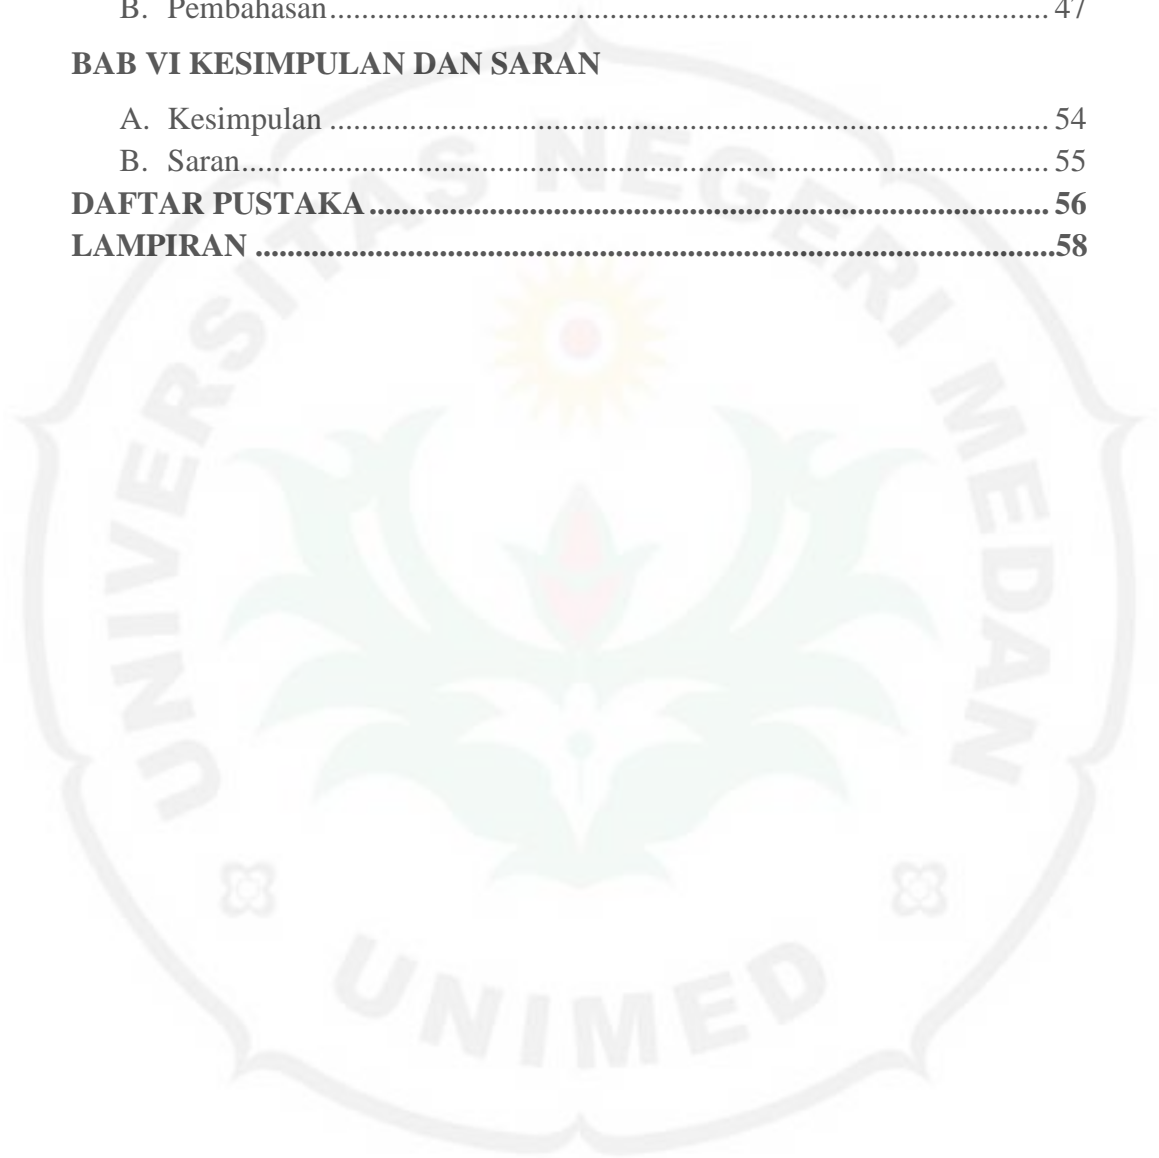 B. Pembahasan.......................................................................................... 47
BAB VI KESIMPULAN DAN SARAN
A. Kesimpulan .......................................................................................... 54
B. Saran..................................................................................................... 55
DAFTAR PUSTAKA..................................................................................... 56
LAMPIRAN ....................................................................................................58
UNIVERSITAS NEGERI MEDAN
UNIMED